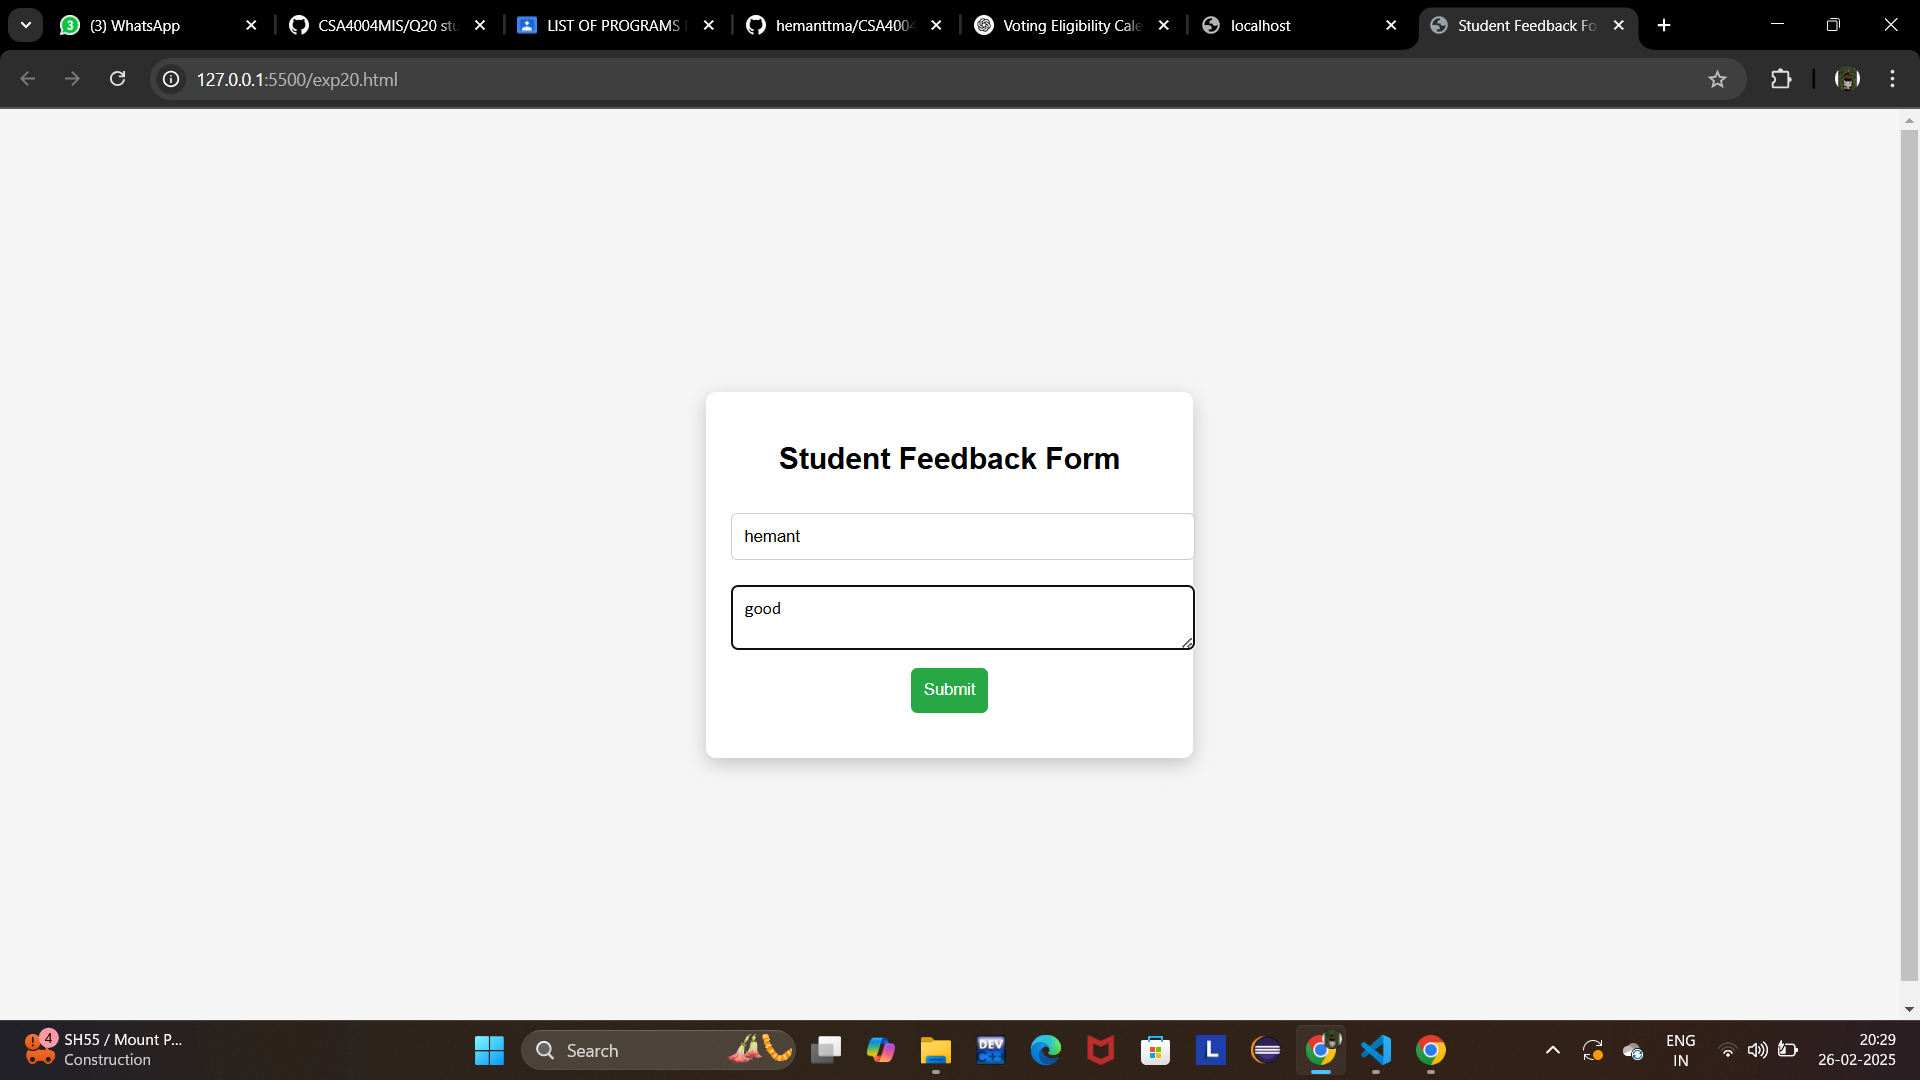 3
(3) WhatsApp
CSA4004MIS/Q20 stu
LIST OF PROGRAMS
hemanttma/CSA4004
Voting Eligibility Cale
localhost
Student Feedback Fo
127.0.0.1:5500/exp20.html
Student Feedback Form
hemant
good
Submit
4
SH55 / Mount P...
Construction
Search
DEV
C++
L
ENG
IN
20:29
26-02-2025